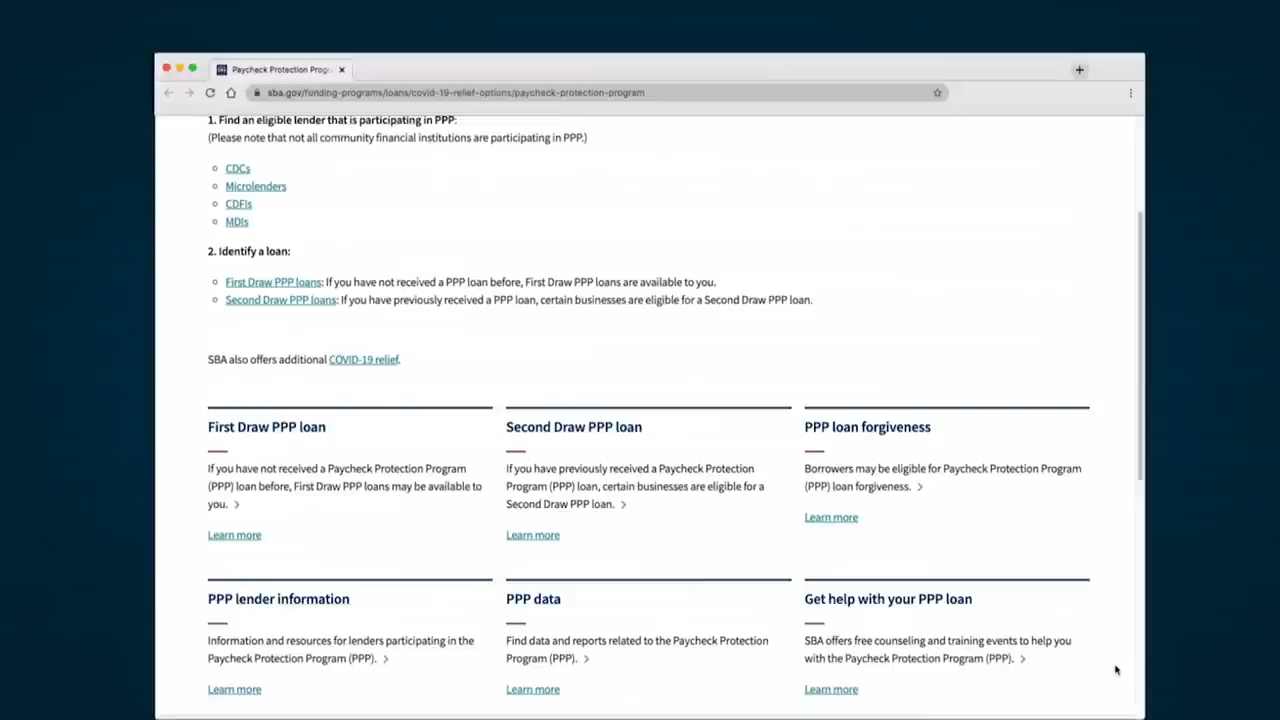 Paycheck Protection Prog
sba.gov/funding-programs/loans/covid-19-relief-options/paycheck-protection-program
1. Find an eligible lender that is participating in PPP:
(Please note that not all community financial institutions are participating in PPP.)
CDCs
Microlenders
CDFIs
MDIs
2. Identify a loan:
First Draw PPP loans: If you have not received a PPP loan before, First Draw PPP loans are available to you.
Second Draw PPP loans: If you have previously received a PPP loan, certain businesses are eligible for a Second Draw PPP loan.
SBA also offers additional COVID-19 relief.
First Draw PPP loan
If you have not received a Paycheck Protection Program
(PPP) loan before, First Draw PPP loans may be available to
you. >
Learn more
Second Draw PPP loan
If you have previously received a Paycheck Protection
Program (PPP) loan, certain businesses are eligible for a
Second Draw PPP loan. >
Learn more
PPP loan forgiveness
Borrowers may be eligible for Paycheck Protection Program
(PPP) loan forgiveness. >
Learn more
PPP lender information
Information and resources for lenders participating in the
Paycheck Protection Program (PPP). >
Learn more
PPP data
Find data and reports related to the Paycheck Protection
Program (PPP). >
Learn more
Get help with your PPP loan
SBA offers free counseling and training events to help you
with the Paycheck Protection Program (PPP). >
Learn more